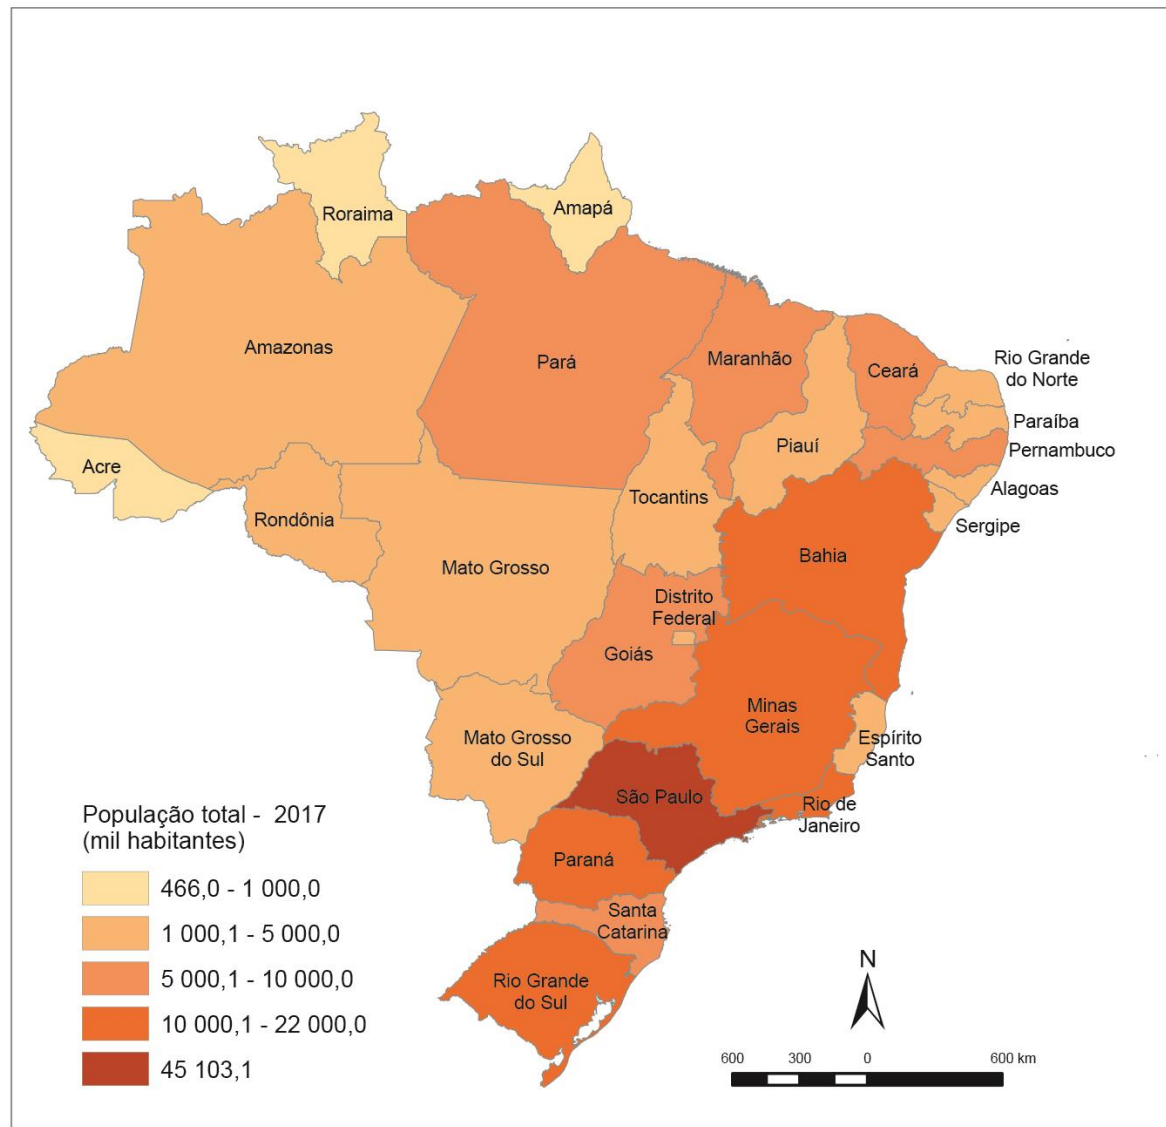 Roraima
Amapá
Amazonas
Pará
Maranhão
Ceará
Rio Grande
do Norte
Paraíba
Pernambuco
Piauí
Acre
Alagoas
Tocantins
Sergipe
Rondônia
Bahia
Mato Grosso
Distrito
Federal
Goiás
Minas
Gerais
Mato Grosso
do Sul
Espírito
Santo
São Paulo
Rio de
Janeiro
Paraná
Santa
Catarina
Rio Grande
do Sul
População total - 2017
(mil habitantes)
466,0 - 1 000,0
1 000,1 - 5 000,0
5 000,1 - 10 000,0
10 000,1 - 22 000,0
45 103,1
N
600 300 0 600 km